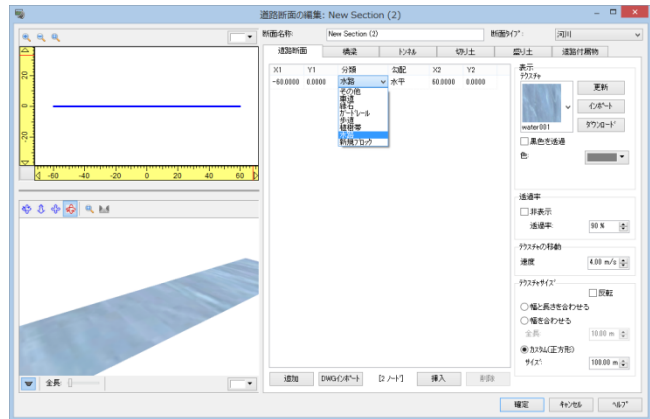 道路断面の編集: New Section (2)
断面名称: New Section (2) 断面タイプ: 河川
道路断面 橋梁 トンネル 切り土 盛り土 道路付属物
X1 Y1 分類 勾配 X2 Y2
-60.0000 0.0000 水路 水平 60.0000 0.0000
その他
車道
縁石
ガードレール
歩道
植樹帯
水路
新規ブロック
20
0
-20
-60 -40 -20 0 20 40 60
全長
追加 DWGインポート [2 ノード] 挿入 削除
表示
テクスチャ
water001
更新
インポート
ダウンロード
黒色を透過
色:
透過率
非表示
透過率: 90 %
テクスチャの移動
速度 4.00 m/s
テクスチャサイズ
反転
幅と長さを合わせる
幅を合わせる
全長 10.00 m
カスタム(正方形)
サイズ: 100.00 m
確定 キャンセル ヘルプ